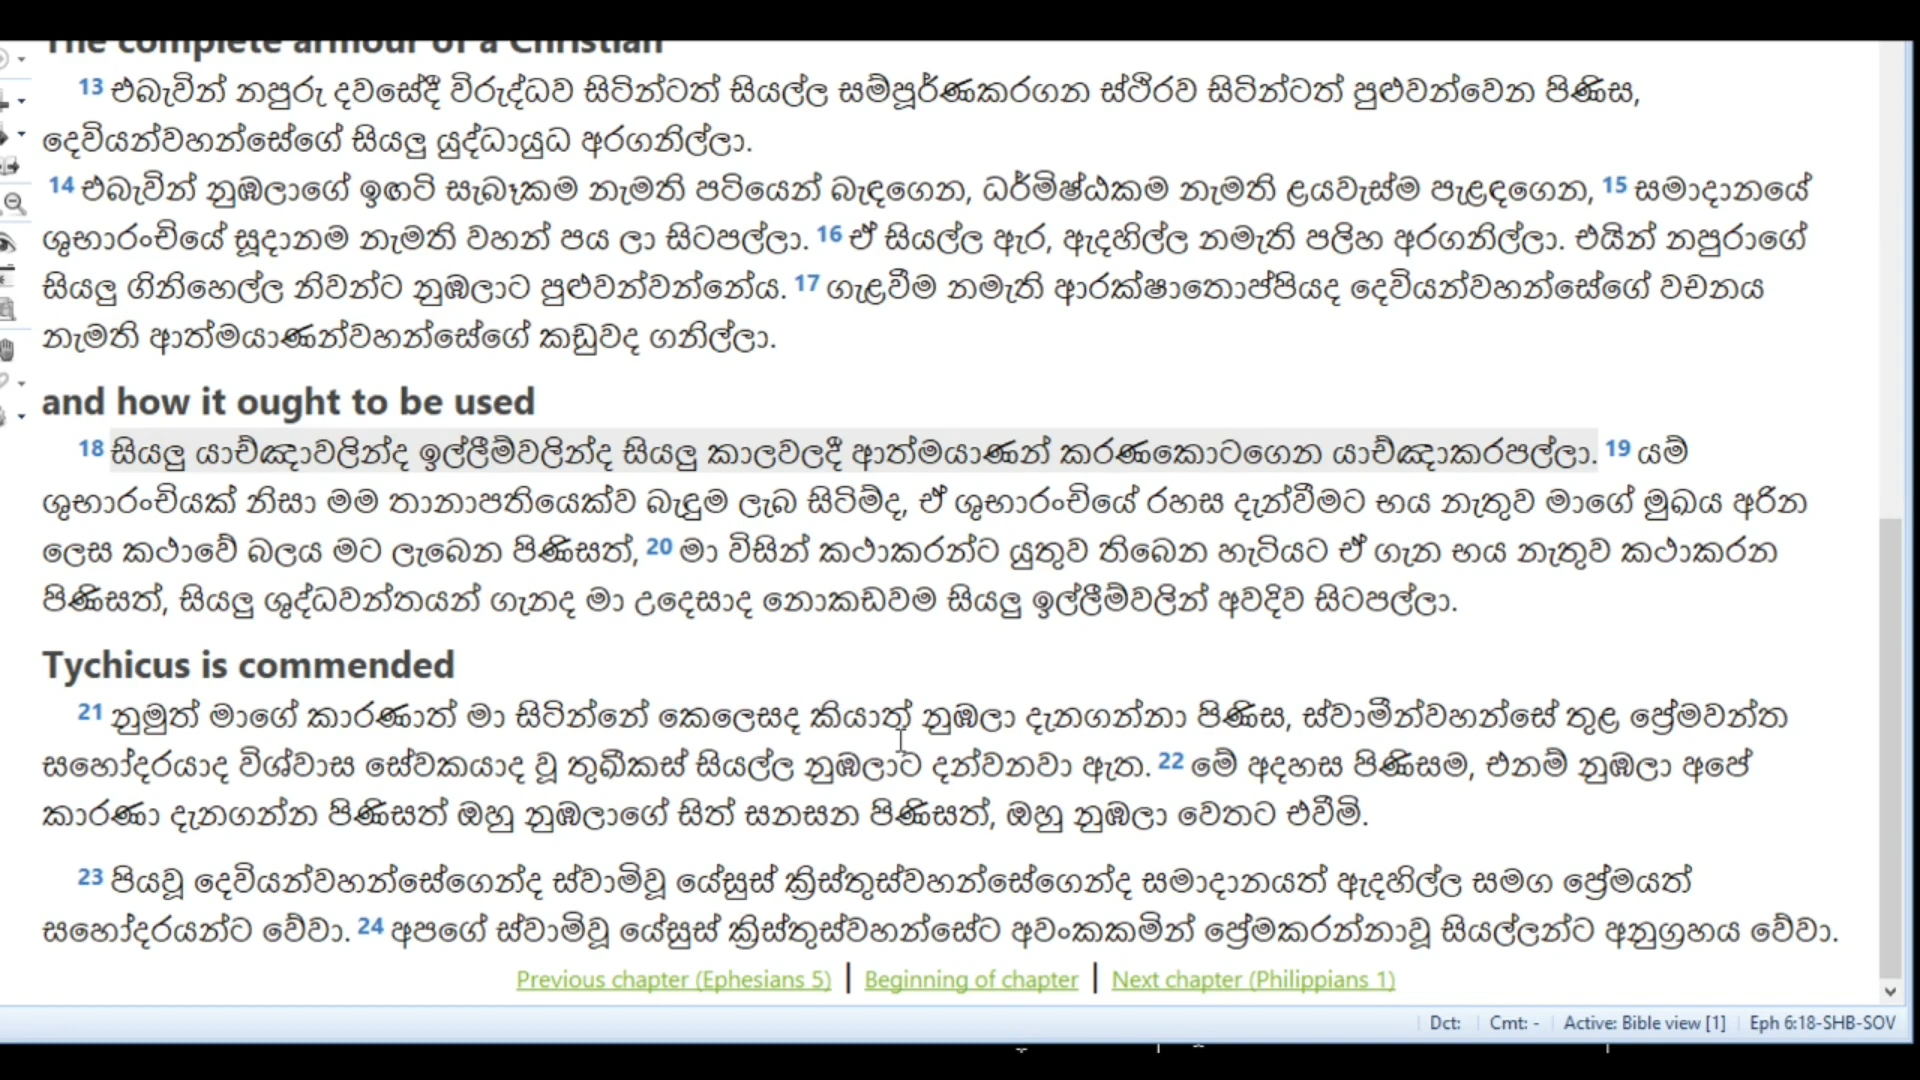 The complete armour of a Christian
13 එබැවින් නපුරු දවසේදී විරුද්ධව සිටින්ටත් සියල්ල සම්පූර්ණකරගන ස්ථිරව සිටින්ටත් පුළුවන්වෙන පිණිස,
දෙවියන්වහන්සේගේ සියලු යුද්ධායුධ අරගනිල්ලා.
14 එබැවින් නුඹලාගේ ඉඟටි සැබෑකම නැමති පටියෙන් බැඳගෙන, ධර්මිෂ්ඨකම නැමති ළයවැස්ම පැළඳගෙන, 15 සමාදානයේ
ශුභාරංචියේ සූදානම නැමති වහන් පය ලා සිටපල්ලා. 16 ඒ සියල්ල ඇර, ඇදහිල්ල නමැති පලිහ අරගනිල්ලා. එයින් නපුරාගේ
සියලු ගිනිහෙල්ල නිවන්ට නුඹලාට පුළුවන්වන්නේය. 17 ගැළවීම නමැති ආරක්ෂාතොප්පියද දෙවියන්වහන්සේගේ වචනය
නැමති ආත්මයාණන්වහන්සේගේ කඩුවද ගනිල්ලා.
and how it ought to be used
18 සියලු යාච්ඤාවලින්ද ඉල්ලීම්වලින්ද සියලු කාලවලදී ආත්මයාණන් කරණකොටගෙන යාච්ඤාකරපල්ලා. 19 යම්
ශුභාරංචියක් නිසා මම තානාපතියෙක්ව බැඳුම ලැබ සිටිම්ද, ඒ ශුභාරංචියේ රහස දැන්වීමට භය නැතුව මාගේ මුඛය අරින
ලෙස කථාවේ බලය මට ලැබෙන පිණිසත්, 20 මා විසින් කථාකරන්ට යුතුව තිබෙන හැටියට ඒ ගැන භය නැතුව කථාකරන
පිණිසත්, සියලු ශුද්ධවන්තයන් ගැනද මා උදෙසාද නොකඩවම සියලු ඉල්ලීම්වලින් අවදිව සිටපල්ලා.
Tychicus is commended
21 නුමුත් මාගේ කාරණාත් මා සිටින්නේ කෙලෙසද කියාත් නුඹලා දැනගන්නා පිණිස, ස්වාමීන්වහන්සේ තුළ ප්‍රේමවන්ත
සහෝදරයාද විශ්වාස සේවකයාද වූ තුඛීකස් සියල්ල නුඹලාට දන්වනවා ඇත. 22 මේ අදහස පිණිසම, එනම් නුඹලා අපේ
කාරණා දැනගන්න පිණිසත් ඔහු නුඹලාගේ සිත් සනසන පිණිසත්, ඔහු නුඹලා වෙතට එවීමි.
23 පියවූ දෙවියන්වහන්සේගෙන්ද ස්වාමිවූ යේසුස් ක්‍රිස්තුස්වහන්සේගෙන්ද සමාදානයත් ඇදහිල්ල සමග ප්‍රේමයත්
සහෝදරයන්ට වේවා. 24 අපගේ ස්වාමිවූ යේසුස් ක්‍රිස්තුස්වහන්සේට අවංකකමින් ප්‍රේමකරන්නාවූ සියල්ලන්ට අනුග්‍රහය වේවා.
Previous chapter (Ephesians 5) | Beginning of chapter | Next chapter (Philippians 1)
Dct: Cmt: - Active: Bible view [1] Eph 6:18-SHB-SOV